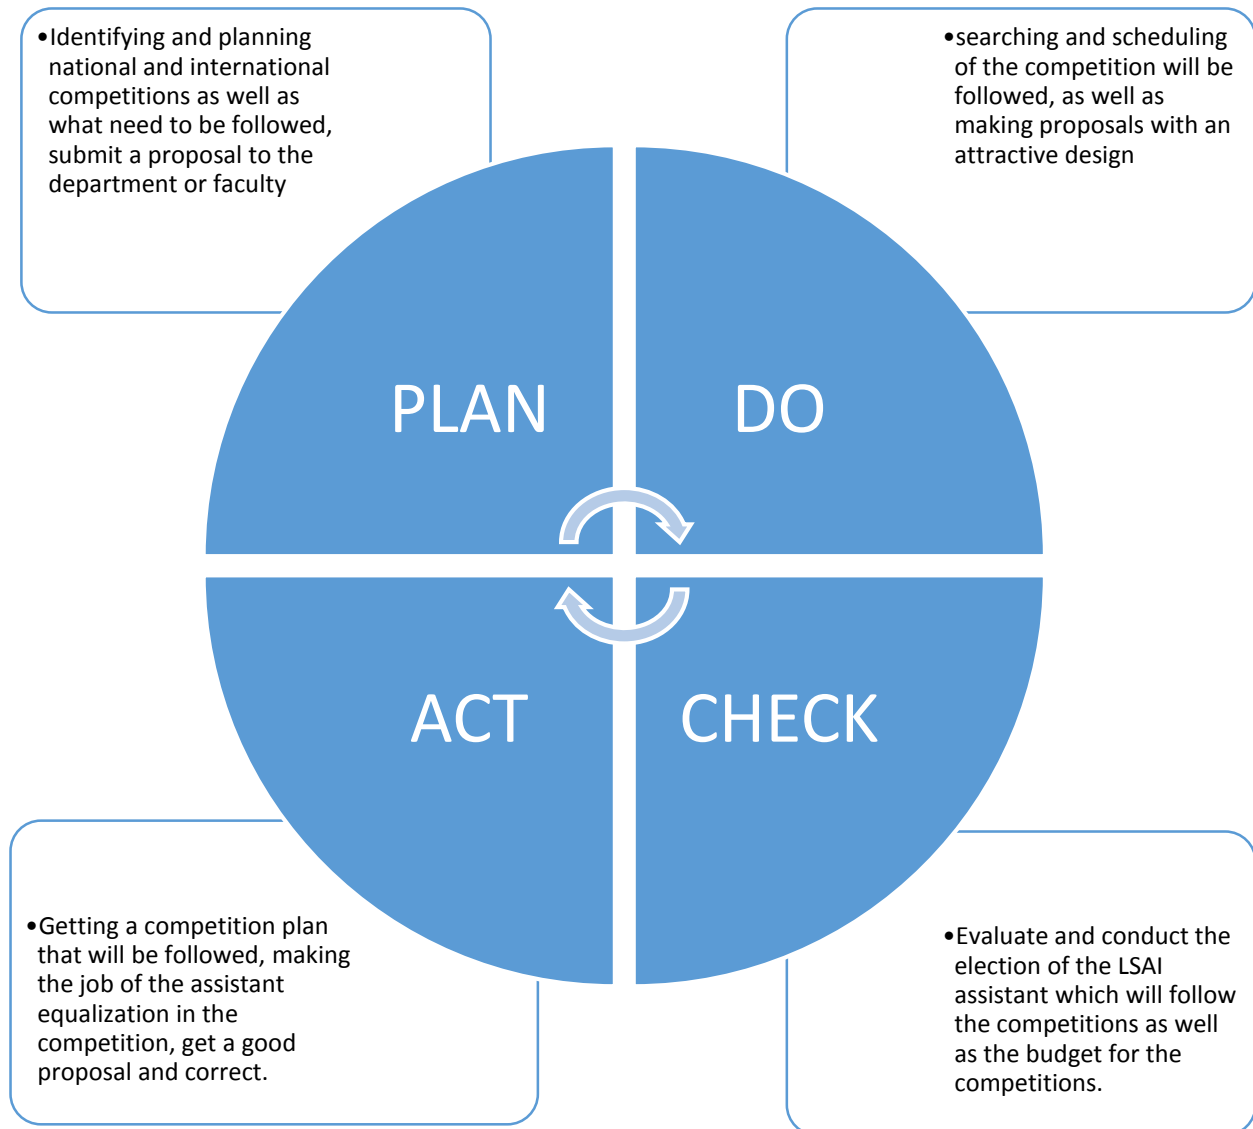 •Identifying and planning
national and international
competitions as well as
what need to be followed,
submit a proposal to the
department or faculty
•searching and scheduling
of the competition will be
followed, as well as
making proposals with an
attractive design
PLAN
DO
ACT
CHECK
•Getting a competition plan
that will be followed, making
the job of the assistant
equalization in the
competition, get a good
proposal and correct.
•Evaluate and conduct the
election of the LSAI
assistant which will follow
the competitions as well
as the budget for the
competitions.